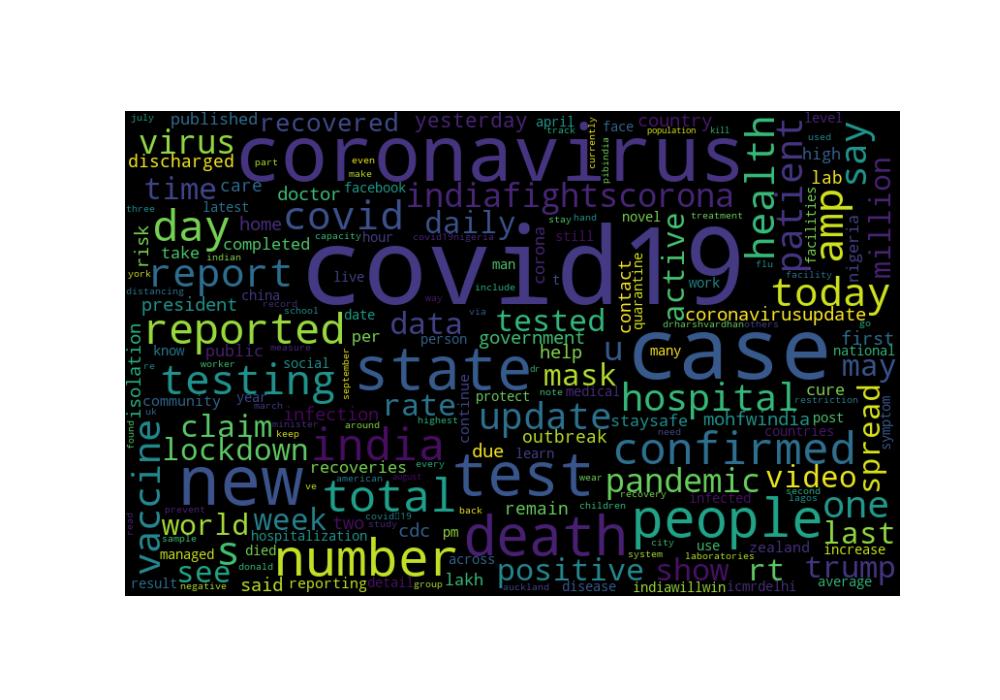 july published recovered yesterday april face country level
virus coronavirus currently population track kill pibindia health patient used say
discharged part even make high
time care doctor facebook indiafightscorona lab million
three latest home covid daily novel stay hand treatment amp
day completed capacity hour covid19nigeria corona still active facilities nigeria
risk take indian covid19 man contact quarantine flu facility
york report live include t work today
distancing china record way
president school date via coronavirusupdate
isolation reported per data tested drharshvardhan others go first
know public person government case national
worker social state help u many may
re testing september dr mask
community year protect note medical hospital cure restriction
uk march infection rate continue update staysafe mohfwindia post symptom
found claim minister around highest need countries
lockdown keep india due outbreak confirmed spread
vaccine new recoveries every learn wear pandemic video
ve test recovery infected second
prevent american august total back remain children people lagos one
read world week two covid19 study death city last
sample s hospitalization cdc pm system use zealand increase
managed died across laboratories
see donald number positive show rt trump
result negative said reporting detail group lakh auckland disease indiawillwin icmrdelhi average